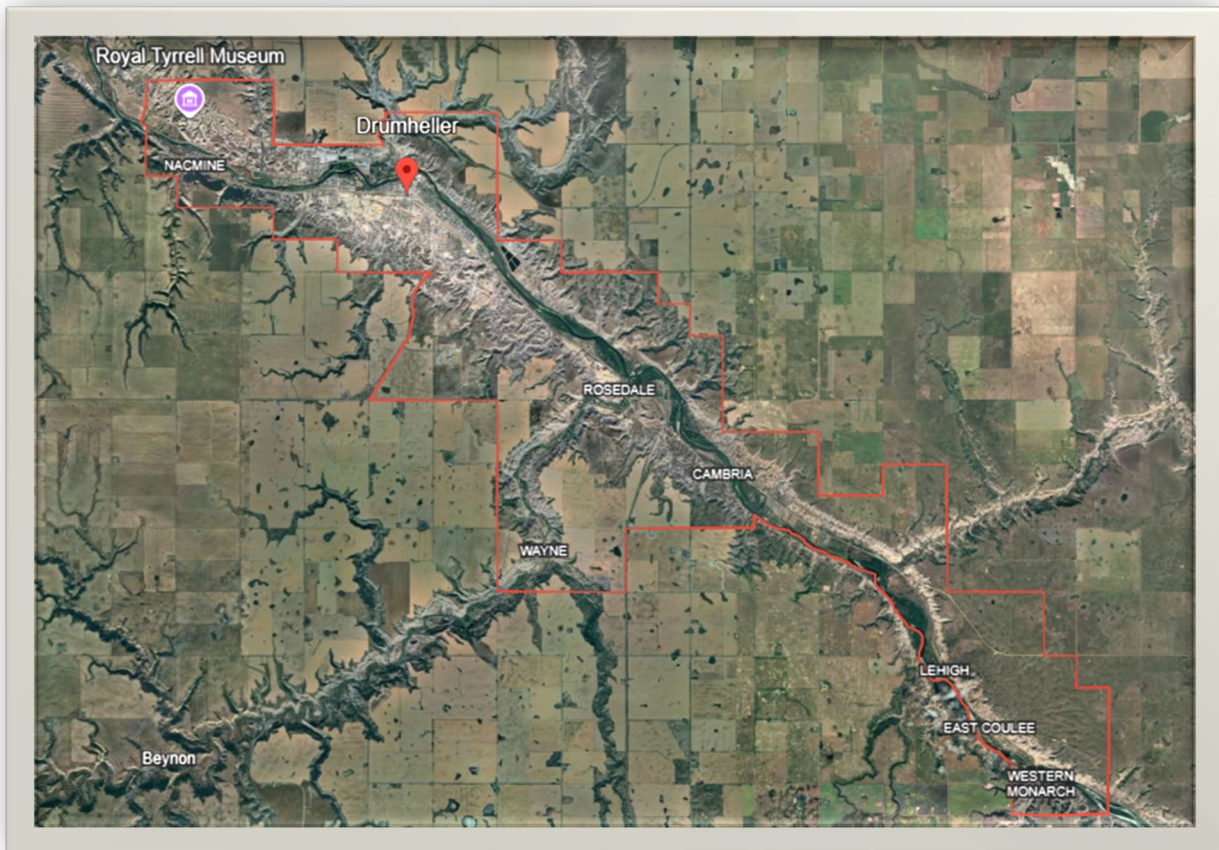 Royal Tyrrell Museum
Drumheller
NACMINE
ROSEDALE
CAMBRIA
WAYNE
LEHIGH
EAST COULEE
Beynon
WESTERN
MONARCH